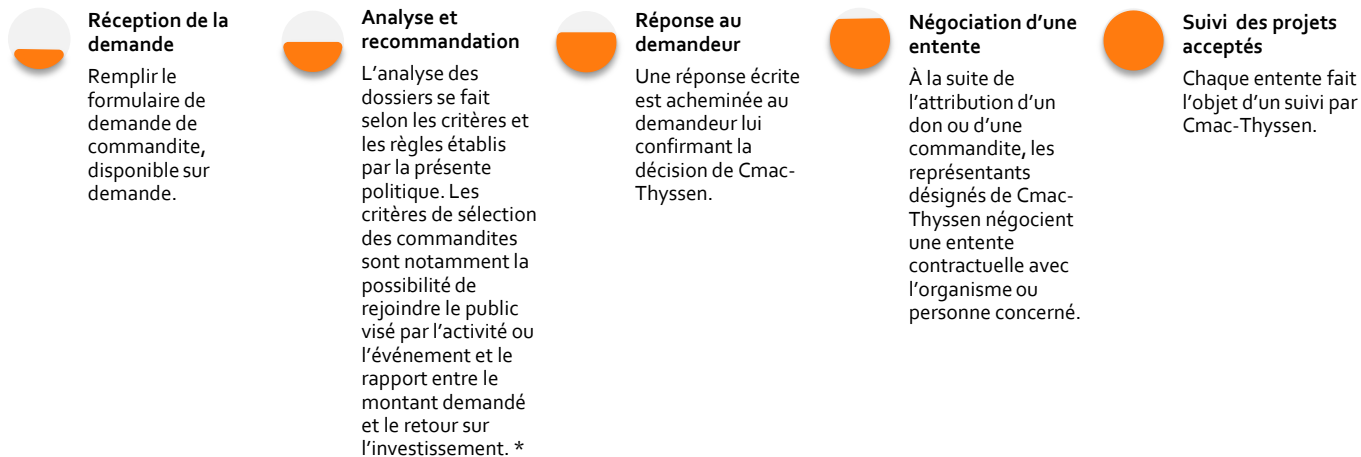 Réception de la
demande
Remplir le
formulaire de
demande de
commandite,
disponible sur
demande.
Analyse et
recommandation
L'analyse des
dossiers se fait
selon les critères et
les règles établis
par la présente
politique. Les
critères de sélection
des commandites
sont notamment la
possibilité de
rejoindre le public
visé par l'activité ou
l'événement et le
rapport entre le
montant demandé
et le retour sur
l'investissement. *
Réponse au
demandeur
Une réponse écrite
est acheminée au
demandeur lui
confirmant la
décision de Cmac-
Thyssen.
Négociation d'une
entente
À la suite de
l'attribution d'un
don ou d'une
commandite, les
représentants
désignés de Cmac-
Thyssen négocient
une entente
contractuelle avec
l'organisme ou
personne concerné.
Suivi  des projets
acceptés
Chaque entente fait
l'objet d'un suivi par
Cmac-Thyssen.